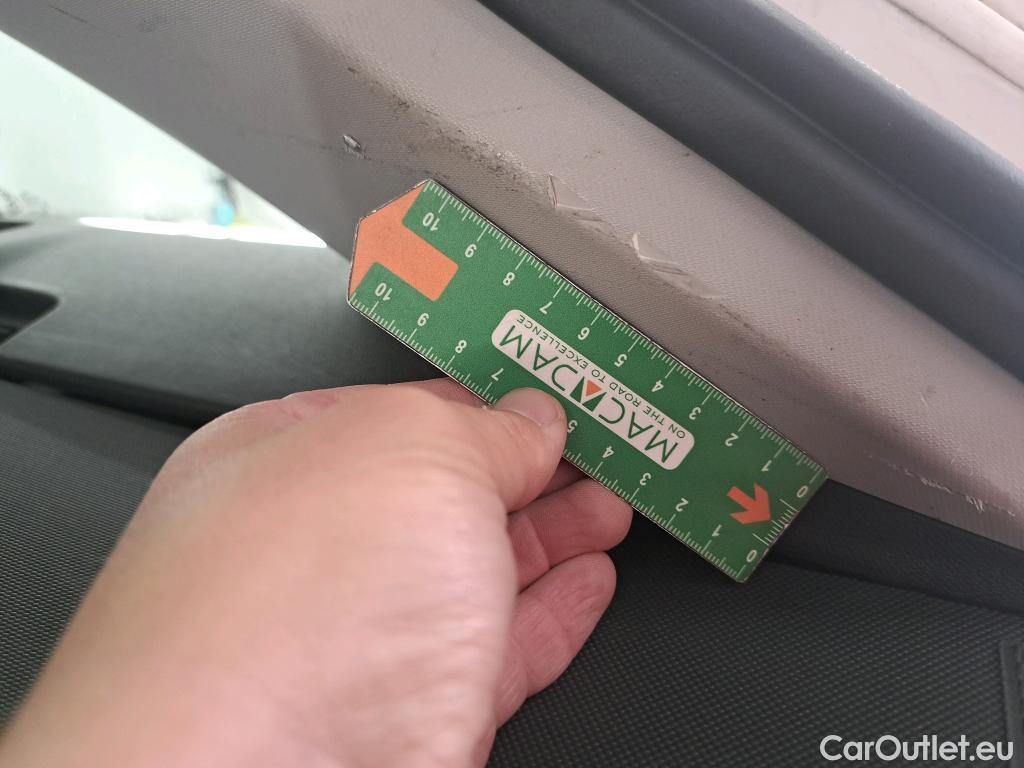 10 9 8 7 6 5 4 3 2 1 0
MACADAM
ON THE ROAD TO EXCELLENCE
10 9 8 7 5 4 3 2 1 0
CarOutlet.eu